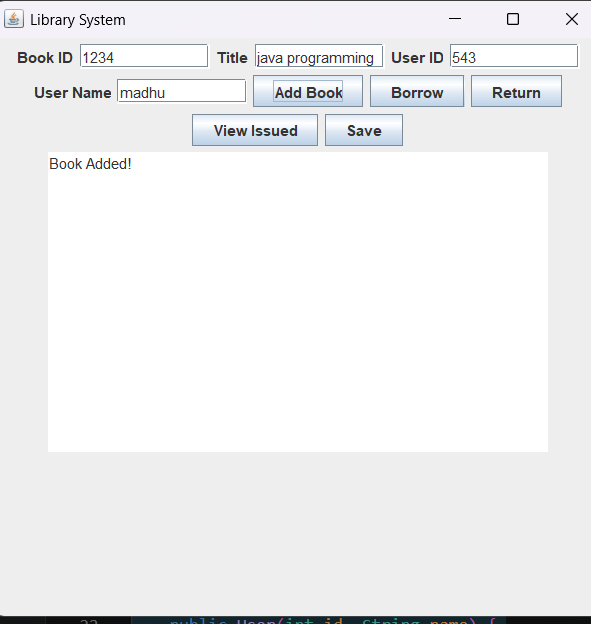 Library System
Book ID 1234 Title java programming User ID 543
User Name madhu Add Book Borrow Return
View Issued Save
Book Added!
22 public User(int id, String name) {